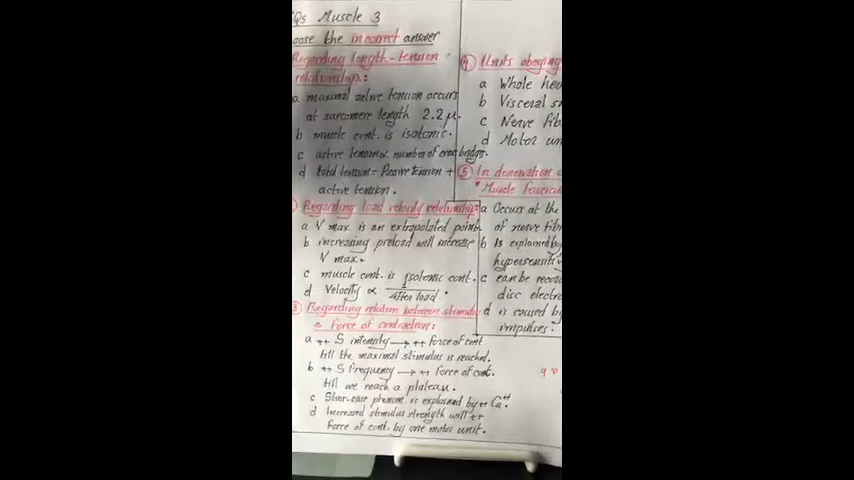 Qs Muscle 3
oose the incorrect answer
Regarding length-tension
relationship:
a maximal active tension occurs
at sarcomere length 2.2 μ.
b muscle cont. is isotonic.
c active tension ∝ number of cross bridges.
d total tension = Passive tension +
active tension.
Regarding load velocity relationship:
a V max is an extrapolated point
b increasing preload will increase
V max.
c muscle cont. is isotonic cont.
d Velocity ∝ 1/After load.
③ Regarding relation between stimulus
& Force of contraction:
a ++ S intensity → ++ force of cont
till the maximal stimulus is reached.
b ++ S Frequency → ++ force of cont.
till we reach a plateau.
c Stair-case phenom. is explained by ++ Ca++.
d Increased stimulus strength will ++
force of cont. by one motor unit.
④ Units obeying
a Whole hea
b Visceral s
c Nerve fib
d Motor un
⑤ In denervation
Muscle fascicu
a Occurs at the
of nerve fibr
b Is explained by
hypersensitiv
c can be reco
disc electro
d is caused by
impulses.